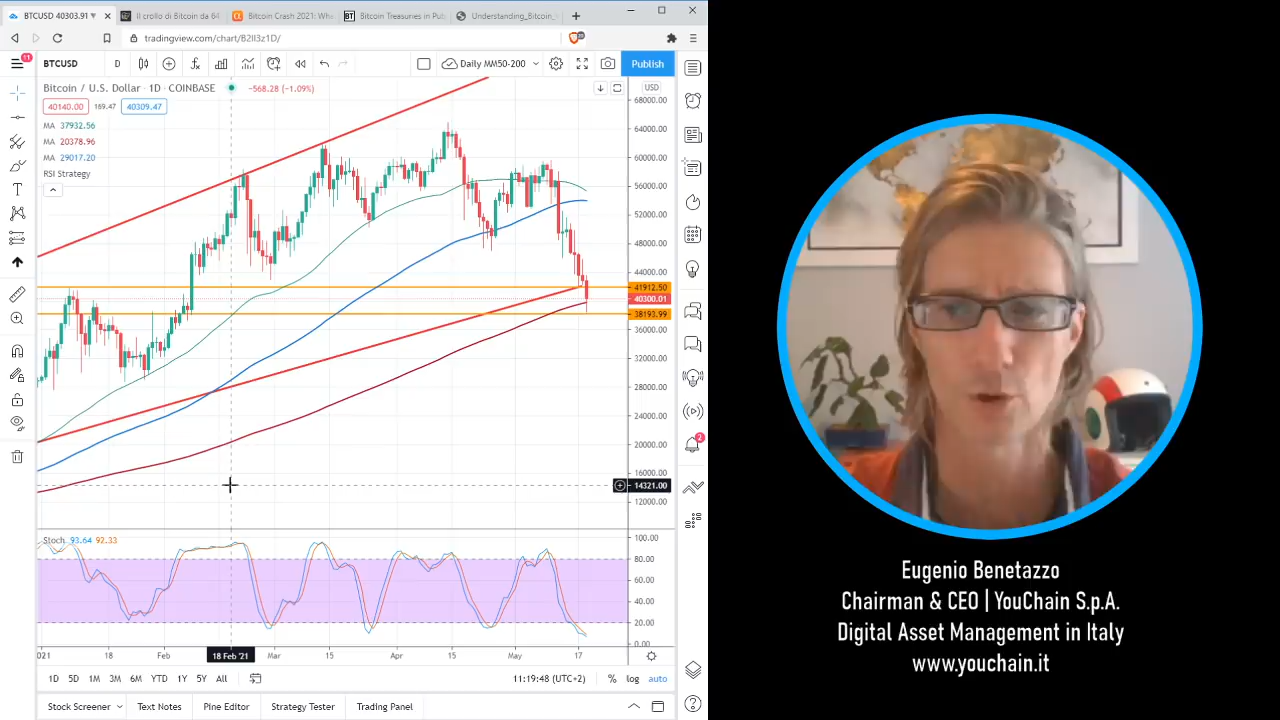 BTCUSD 40303.91
Il crollo di Bitcoin da 64
Bitcoin Crash 2021: Wh
Bitcoin Treasuries in Pu
Understanding_Bitcoin_
tradingview.com/chart/B2II3z1D/
11
BTCUSD
D
Daily MM50-200
Publish
Bitcoin / U.S. Dollar · 1D · COINBASE
−568.28 (−1.09%)
USD
40140.00
169.47
40309.47
MA 37932.56
MA 20378.96
MA 29017.20
RSI Strategy
68000.00
64000.00
60000.00
56000.00
52000.00
48000.00
44000.00
41912.50
40300.01
38193.99
36000.00
32000.00
28000.00
24000.00
20000.00
16000.00
14321.00
12000.00
2
Stoch 93.64 92.33
100.00
80.00
60.00
40.00
20.00
0.00
021
18
Feb
18 Feb '21
Mar
15
Apr
15
May
17
1D
5D
1M
3M
6M
YTD
1Y
5Y
All
11:19:48 (UTC+2)
%
log
auto
Stock Screener
Text Notes
Pine Editor
Strategy Tester
Trading Panel
Eugenio Benetazzo
Chairman & CEO | YouChain S.p.A.
Digital Asset Management in Italy
www.youchain.it